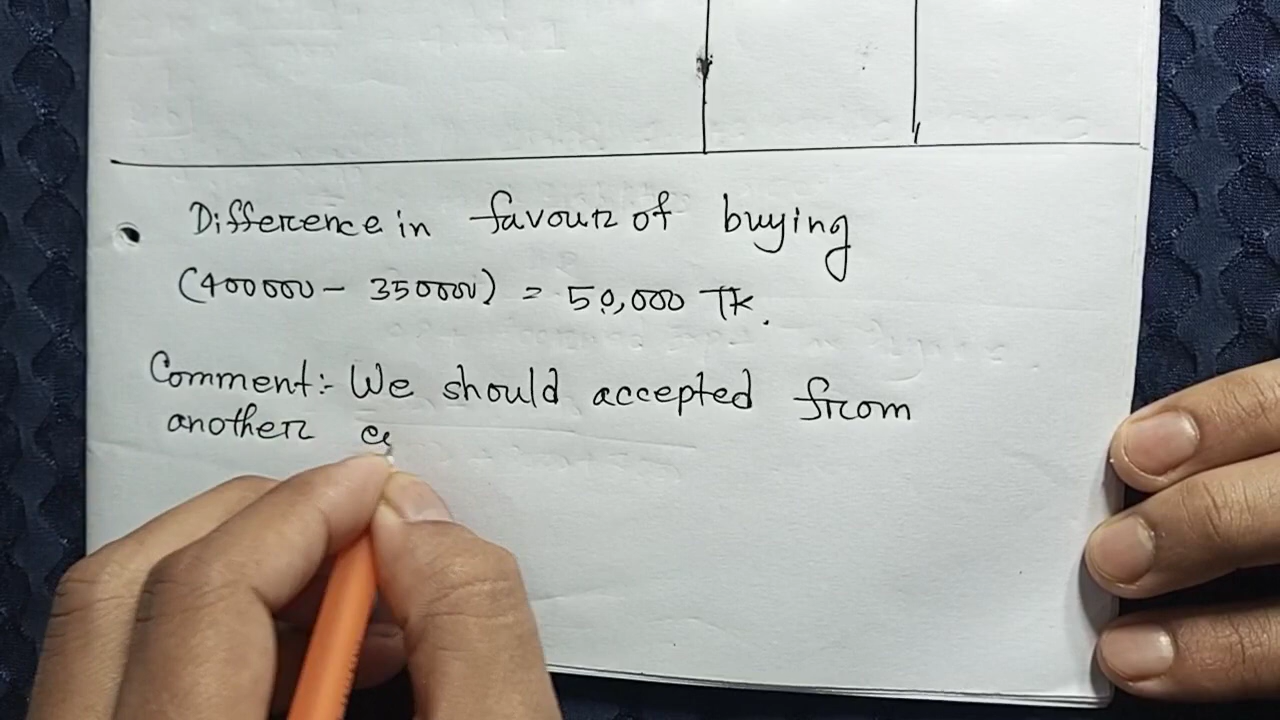 Difference in favour of buying
(400000 - 350000) = 50,000 TK.
Comment:- We should accepted from
another